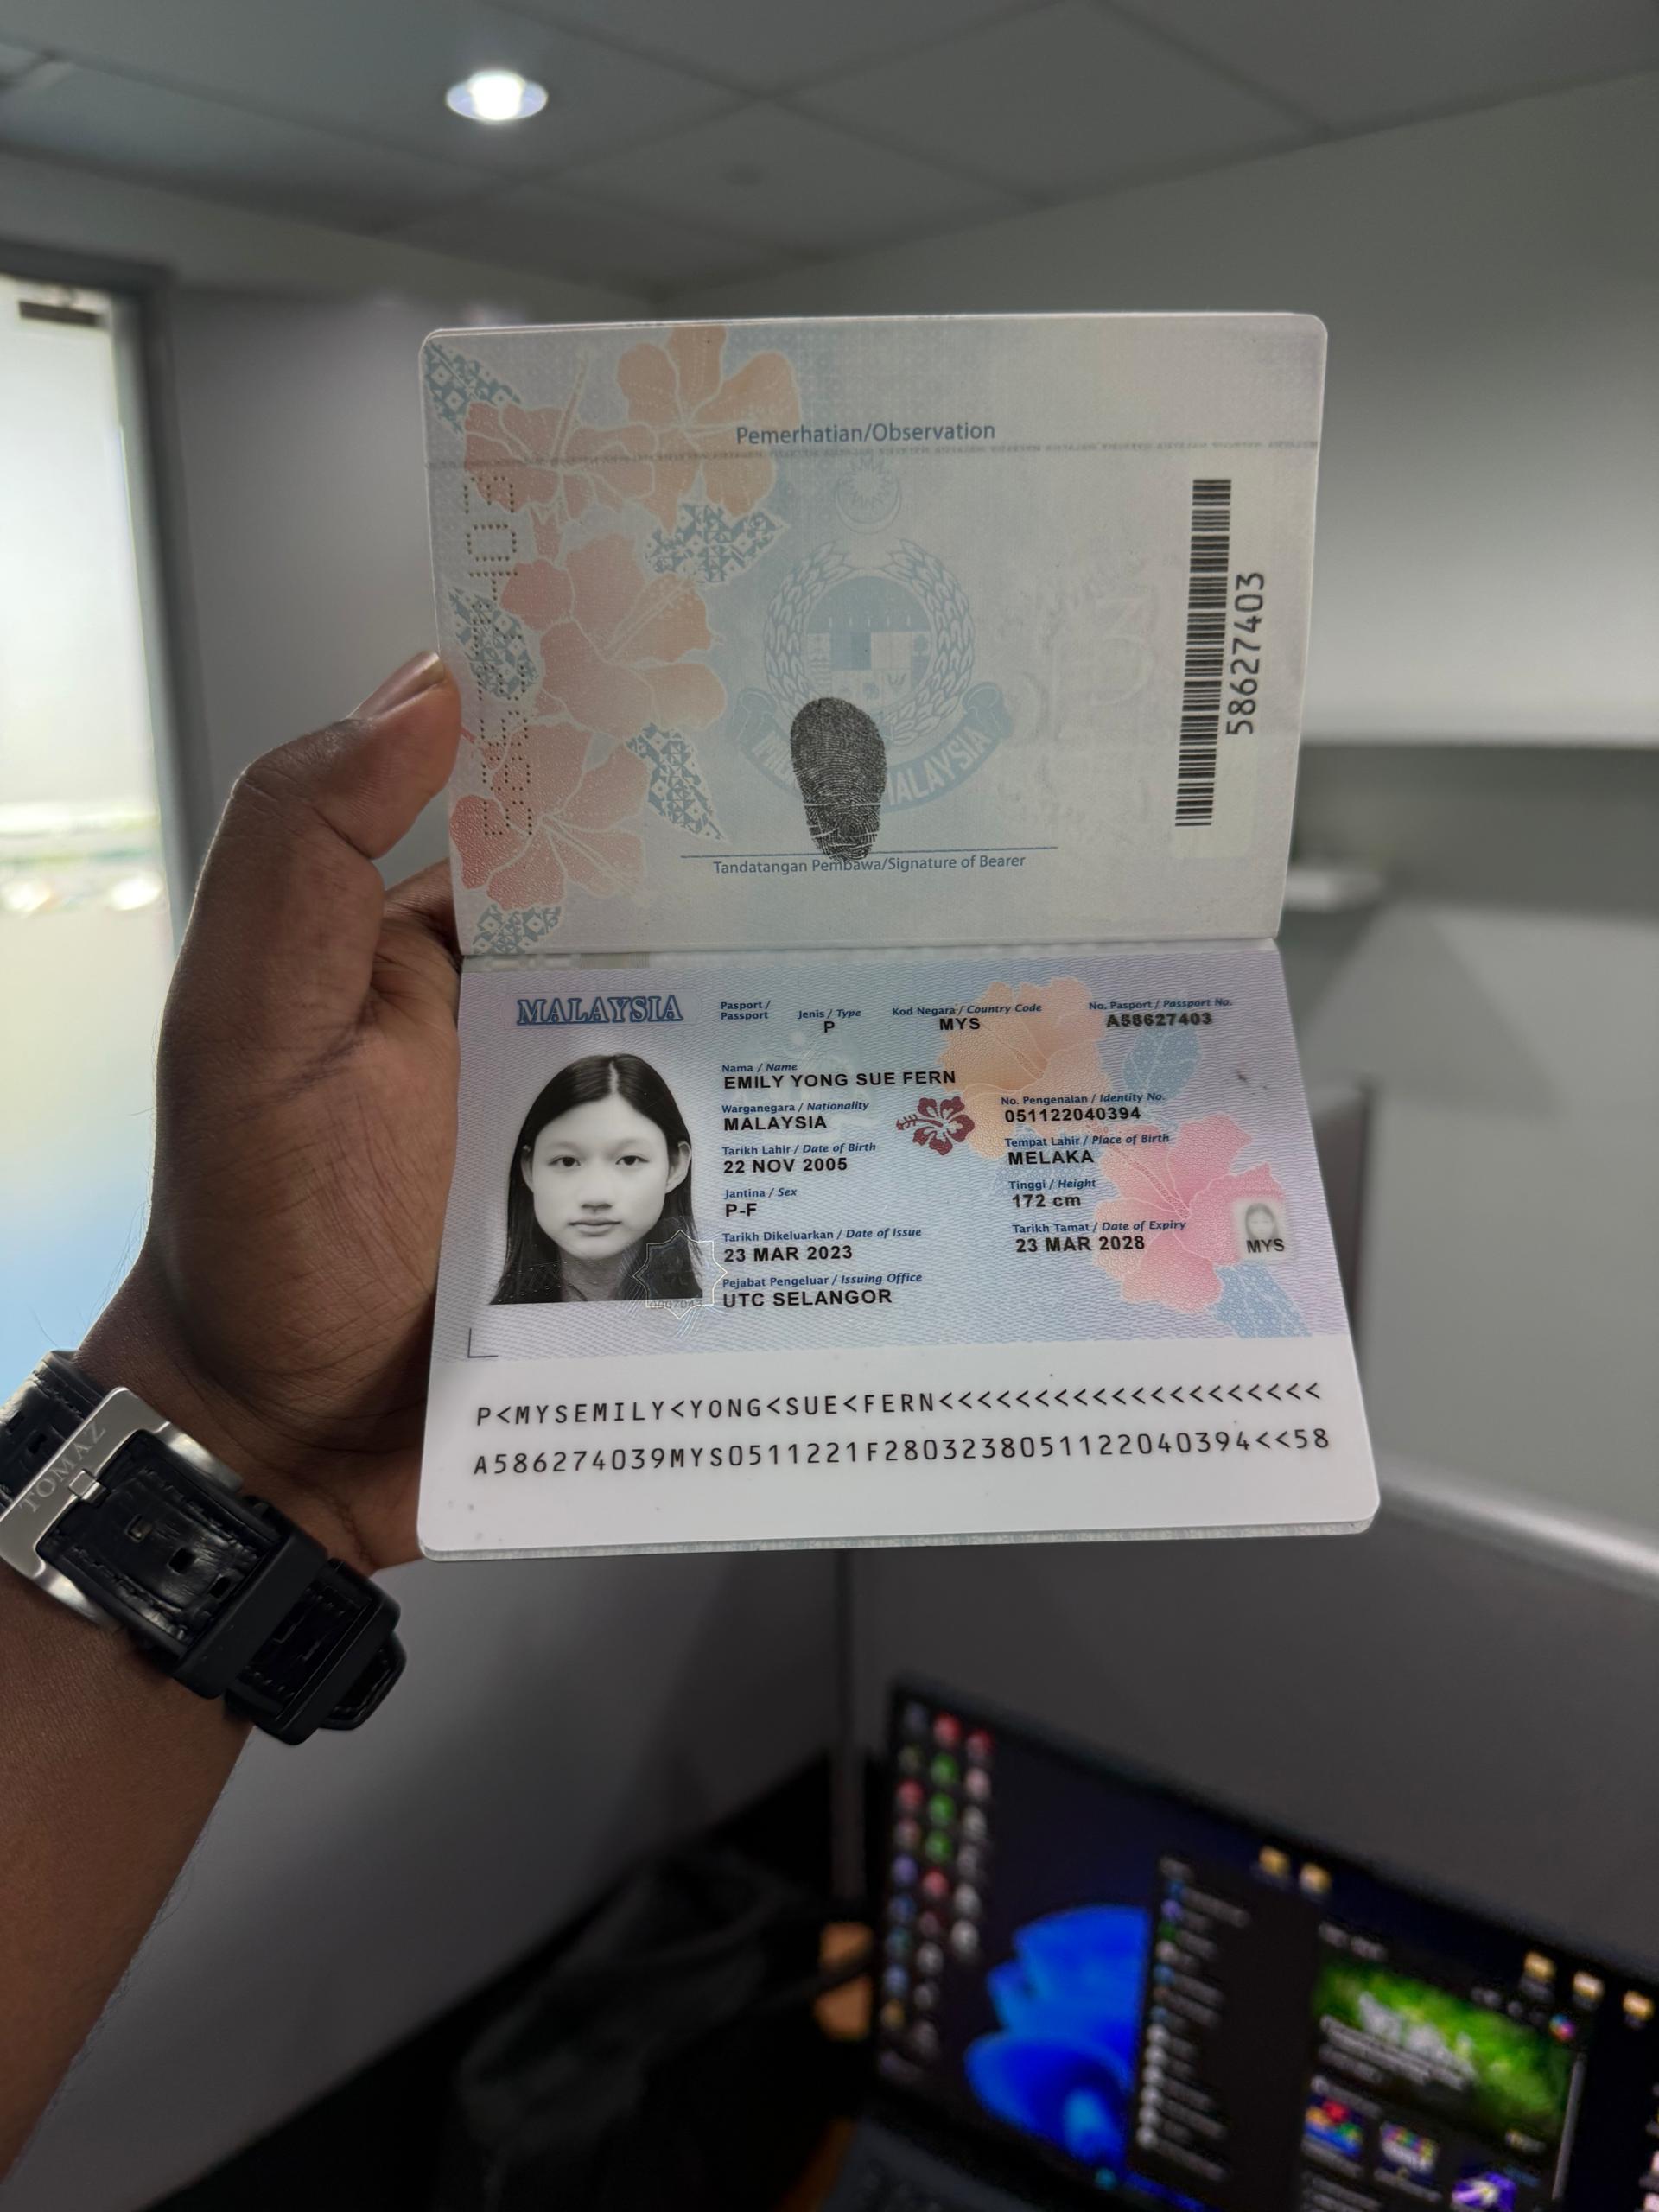 Pemerhatian/Observation
58627403
Tandatangan Pembawa/Signature of Bearer
MALAYSIA
MALAYSIA
Pasport / Passport
Jenis / Type
P
Kod Negara / Country Code
MYS
No. Pasport / Passport No.
A58627403
Nama / Name
EMILY YONG SUE FERN
Warganegara / Nationality
MALAYSIA
No. Pengenalan / Identity No.
051122040394
Tarikh Lahir / Date of Birth
22 NOV 2005
Tempat Lahir / Place of Birth
MELAKA
Jantina / Sex
P-F
Tinggi / Height
172 cm
Tarikh Dikeluarkan / Date of Issue
23 MAR 2023
Tarikh Tamat / Date of Expiry
23 MAR 2028
MYS
Pejabat Pengeluar / Issuing Office
UTC SELANGOR
P<MYSEMILY<YONG<SUE<FERN<<<<<<<<<<<<<<<<<<<<
A586274039MYS0511221F2803238051122040394<<58
TOMAZ